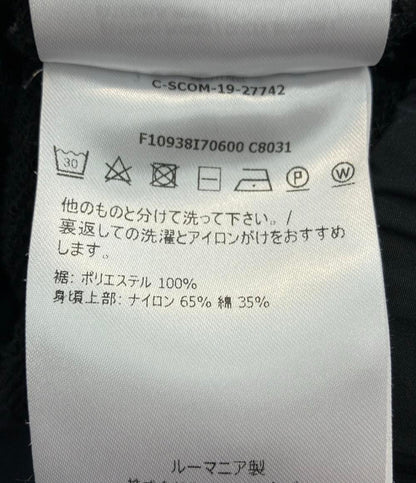 C-SCOM-19-27742
F10938I70600 C8031
30
P
W
他のものと分けて洗って下さい。/
裏返しての洗濯とアイロンがけをおすすめ
します。
裾: ポリエステル 100%
身頃上部: ナイロン 65% 綿 35%
ルーマニア製